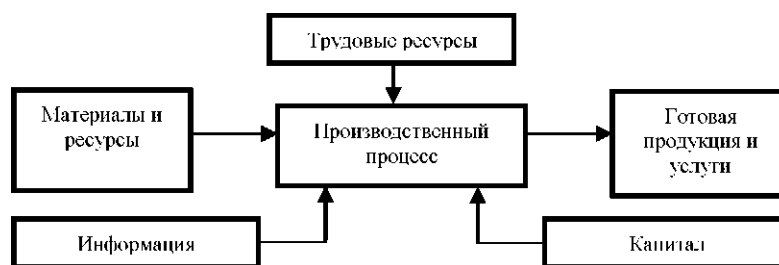 Трудовые ресурсы
Материалы и
ресурсы
Производственный
процесс
Готовая
продукция и
услуги
Информация
Капитал